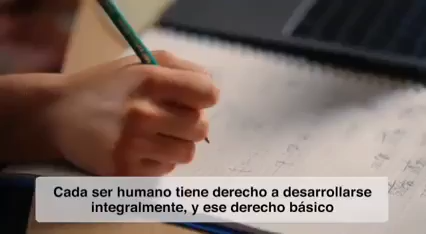 Cada ser humano tiene derecho a desarrollarse
integralmente, y ese derecho básico